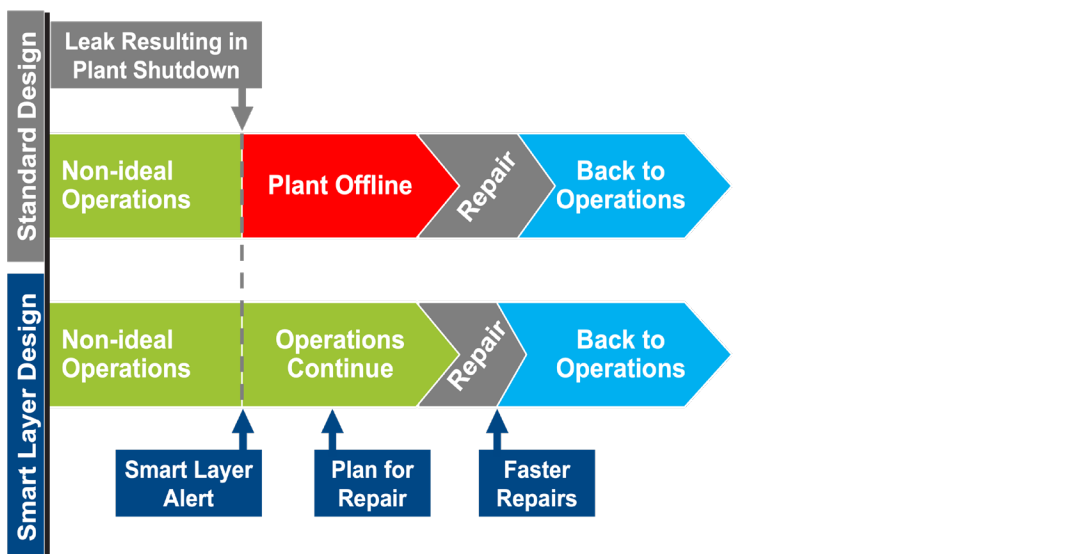 Standard Design
Leak Resulting in
Plant Shutdown
Non-ideal
Operations
Plant Offline
Repair
Back to
Operations
Smart Layer Design
Non-ideal
Operations
Operations
Continue
Repair
Back to
Operations
Smart Layer
Alert
Plan for
Repair
Faster
Repairs